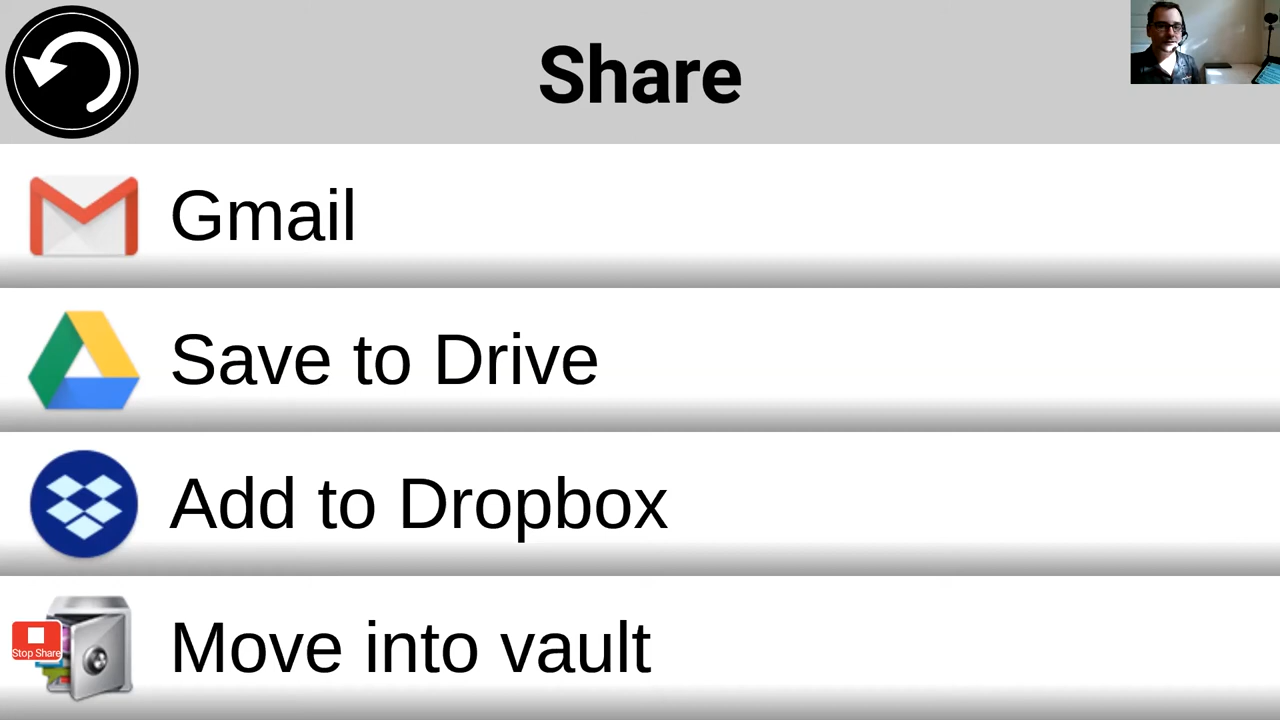 Share
Gmail
Save to Drive
Add to Dropbox
Move into vault
Stop Share